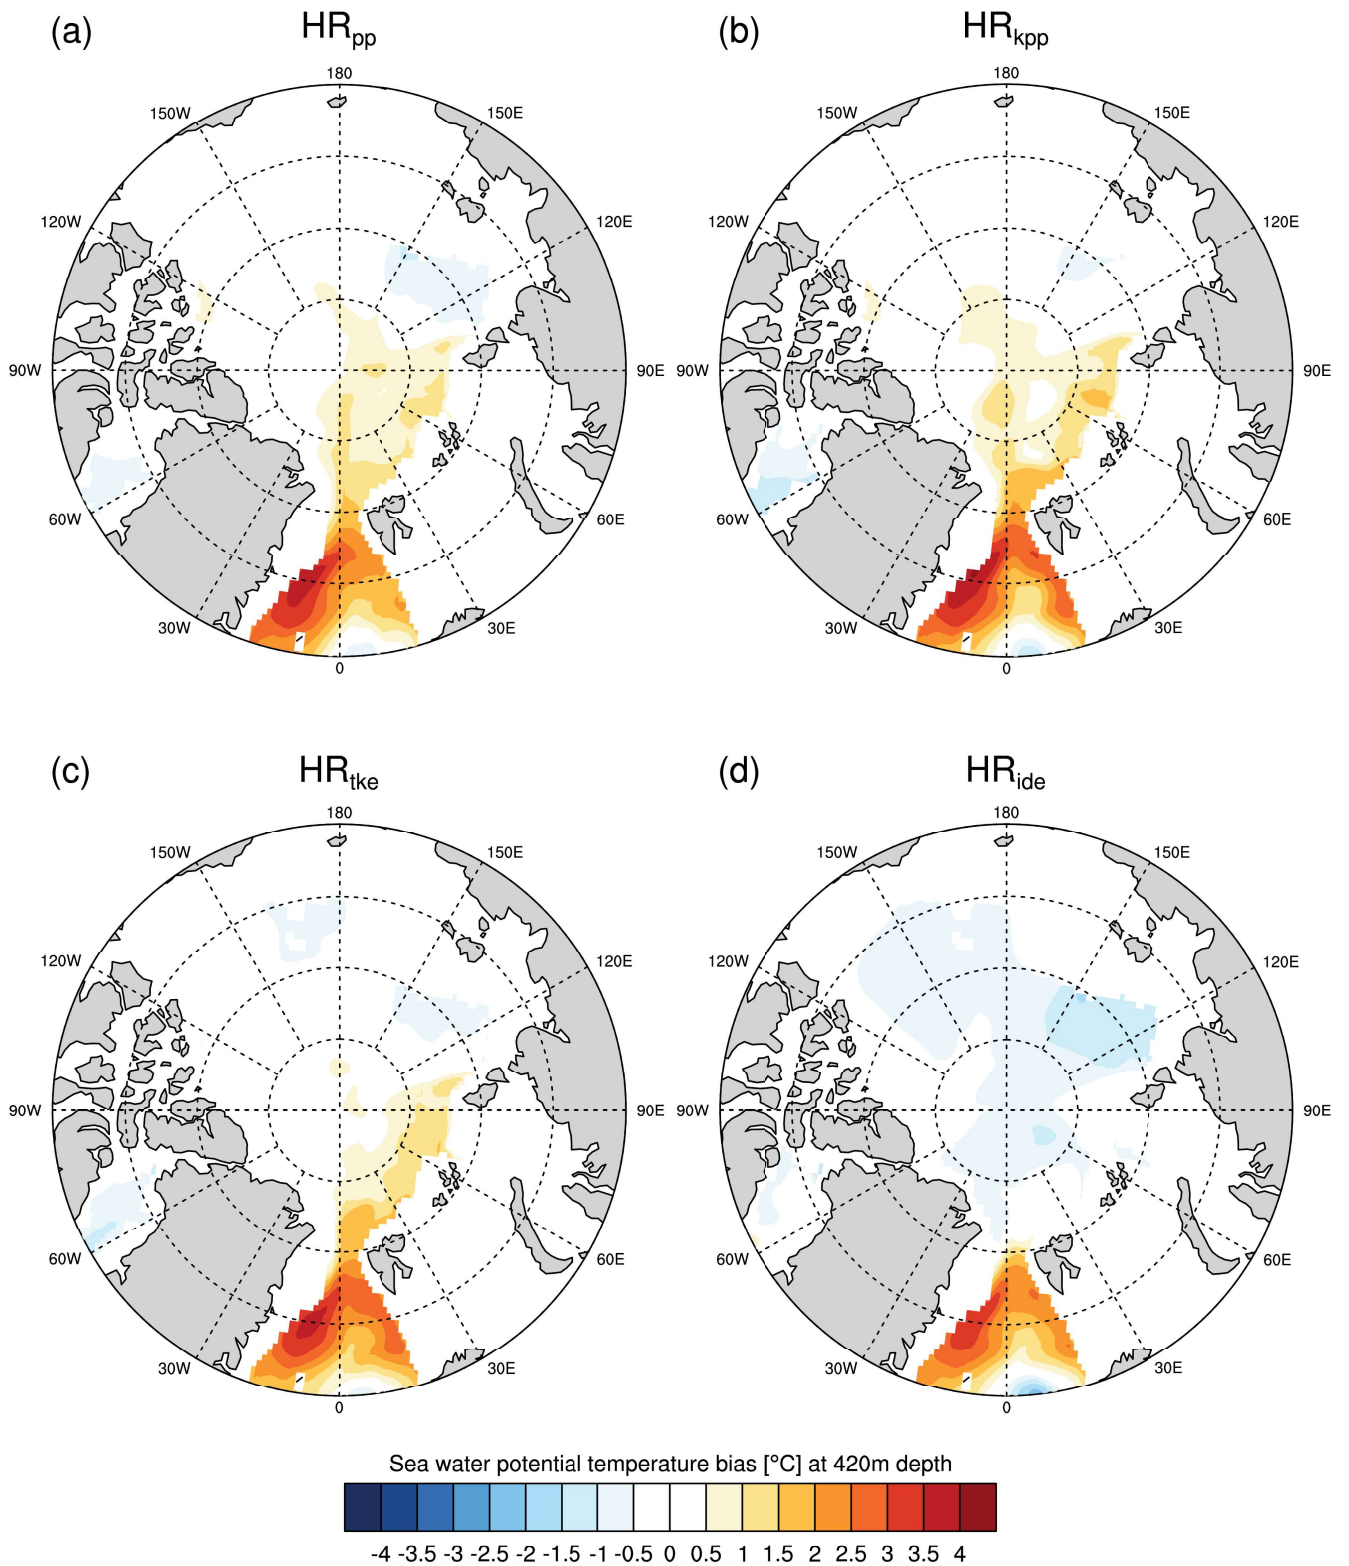 (a) HRpp
(b) HRkpp
180
150W 150E
120W 120E
90W 90E
60W 60E
30W 30E
0
180
150W 150E
120W 120E
90W 90E
60W 60E
30W 30E
0
(c) HRtke
(d) HRide
180
150W 150E
120W 120E
90W 90E
60W 60E
30W 30E
0
180
150W 150E
120W 120E
90W 90E
60W 60E
30W 30E
0
Sea water potential temperature bias [°C] at 420m depth
-4 -3.5 -3 -2.5 -2 -1.5 -1 -0.5 0 0.5 1 1.5 2 2.5 3 3.5 4